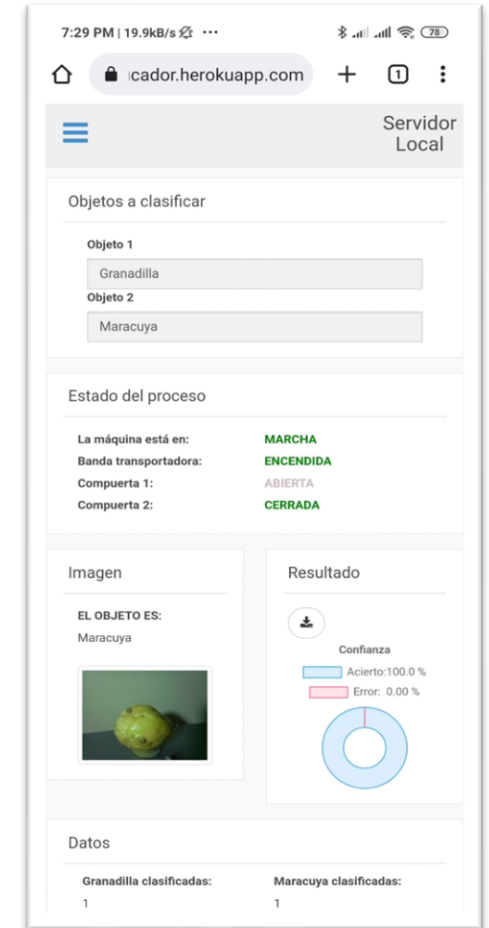 7:29 PM | 19.9kB/s ···
78
icador.herokuapp.com
1
Servidor
Local
Objetos a clasificar
Objeto 1
Granadilla
Objeto 2
Maracuya
Estado del proceso
La máquina está en: MARCHA
Banda transportadora: ENCENDIDA
Compuerta 1: ABIERTA
Compuerta 2: CERRADA
Imagen
EL OBJETO ES:
Maracuya
Resultado
Confianza
Acierto:100.0 %
Error: 0.00 %
Datos
Granadilla clasificadas: Maracuya clasificadas:
1 1